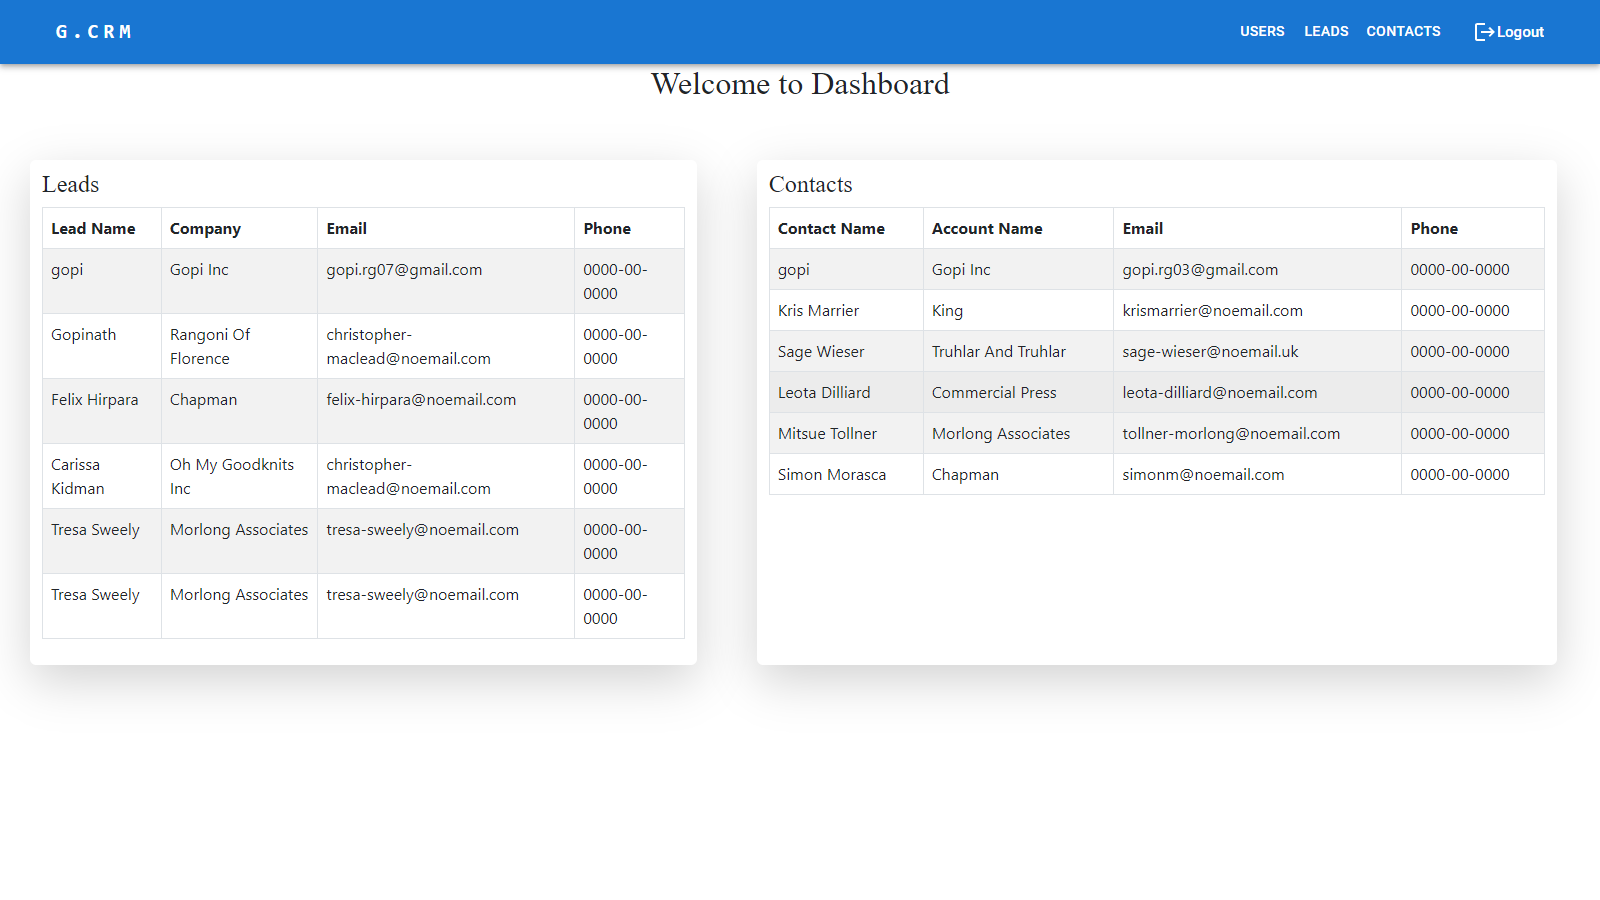 G.CRM
USERS LEADS CONTACTS Logout
Welcome to Dashboard
Leads
Lead Name Company Email Phone
gopi Gopi Inc gopi.rg07@gmail.com 0000-00-
0000
Gopinath Rangoni Of christopher- 0000-00-
Florence maclead@noemail.com 0000
Felix Hirpara Chapman felix-hirpara@noemail.com 0000-00-
0000
Carissa Oh My Goodknits christopher- 0000-00-
Kidman Inc maclead@noemail.com 0000
Tresa Sweely Morlong Associates tresa-sweely@noemail.com 0000-00-
0000
Tresa Sweely Morlong Associates tresa-sweely@noemail.com 0000-00-
0000
Contacts
Contact Name Account Name Email Phone
gopi Gopi Inc gopi.rg03@gmail.com 0000-00-0000
Kris Marrier King krismarrier@noemail.com 0000-00-0000
Sage Wieser Truhlar And Truhlar sage-wieser@noemail.uk 0000-00-0000
Leota Dilliard Commercial Press leota-dilliard@noemail.com 0000-00-0000
Mitsue Tollner Morlong Associates tollner-morlong@noemail.com 0000-00-0000
Simon Morasca Chapman simonm@noemail.com 0000-00-0000